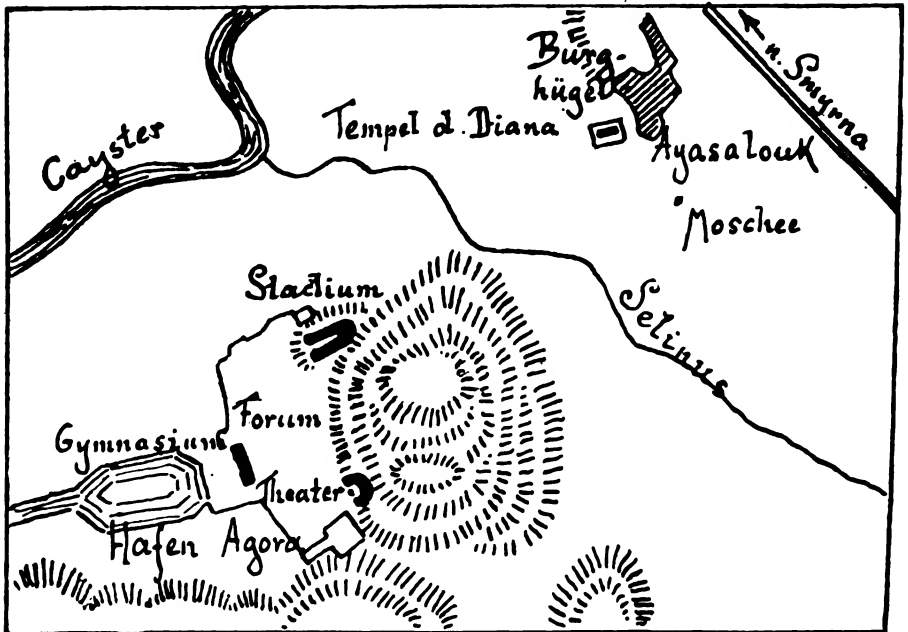 Burg-
hügel
n. Smyrna
Tempel d. Diana
Cayster
Ayasalouk
Moschee
Stadium
Selinus
Forum
Gymnasium
Theater
Hafen
Agora